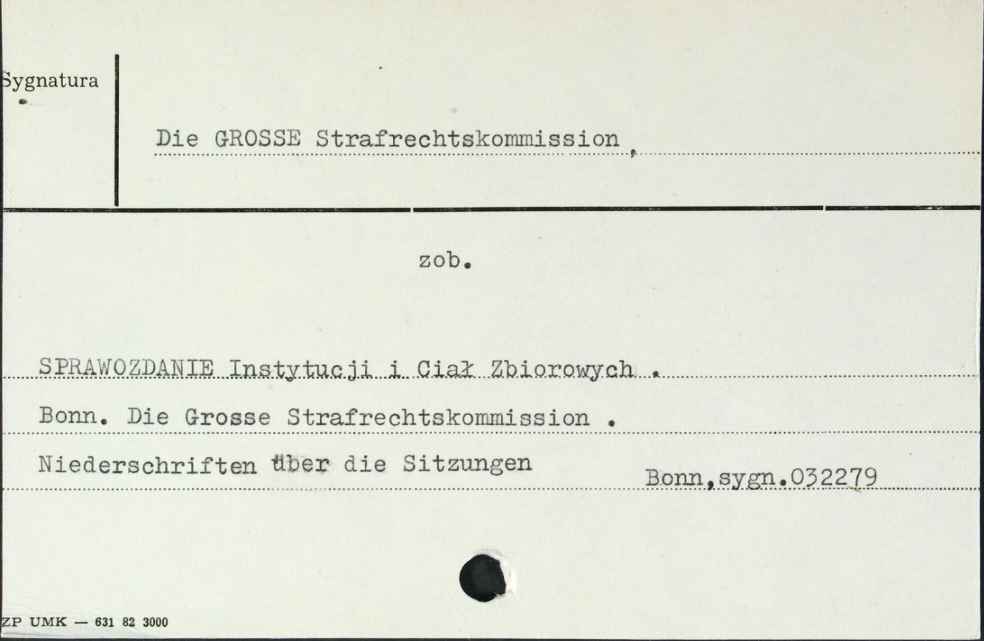 Sygnatura
Die GROSSE Strafrechtskommission,
zob.
SPRAWOZDANIE Instytucji i Ciał Zbiorowych .
Bonn. Die Grosse Strafrechtskommission .
Niederschriften über die Sitzungen
Bonn,sygn.032279
ZP UMK — 631 82 3000